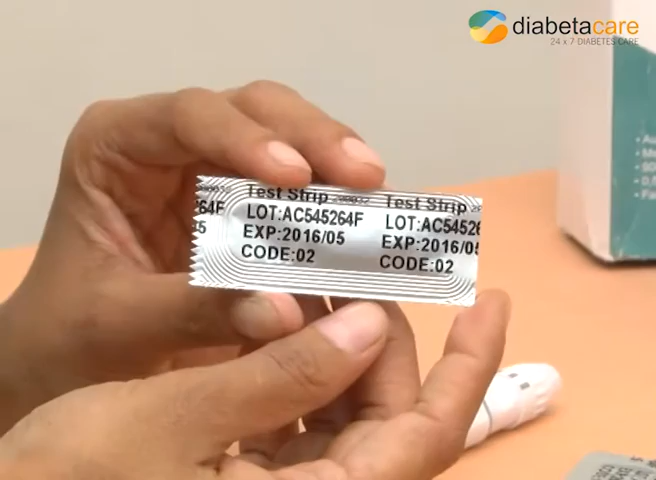 diabetacare
24 x 7 DIABETES CARE
Test Strip
LOT:AC545264F
EXP:2016/05
CODE:02
Test Strip
LOT:AC54526
EXP:2016/05
CODE:02
64F